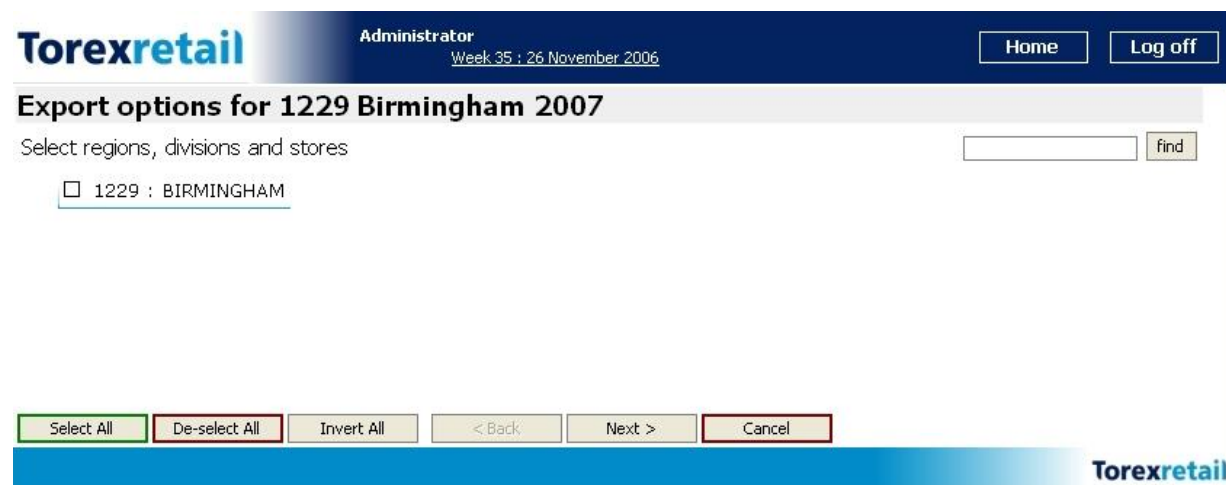 Torexretail
Administrator
Week 35 : 26 November 2006
Home
Log off
Export options for 1229 Birmingham 2007
Select regions, divisions and stores
find
1229 : BIRMINGHAM
Select All
De-select All
Invert All
< Back
Next >
Cancel
Torexretail